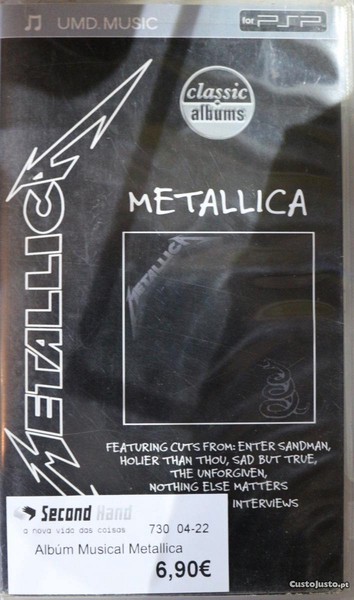 UMD. MUSIC for PSP
classic
albums
METALLICA
METALLICA
METALLICA
FEATURING CUTS FROM: ENTER SANDMAN,
HOLIER THAN THOU, SAD BUT TRUE,
THE UNFORGIVEN,
NOTHING ELSE MATTERS
INTERVIEWS
Second Hand
a nova vida das coisas 730 04-22
Albúm Musical Metallica
6,90€
CustoJusto.pt